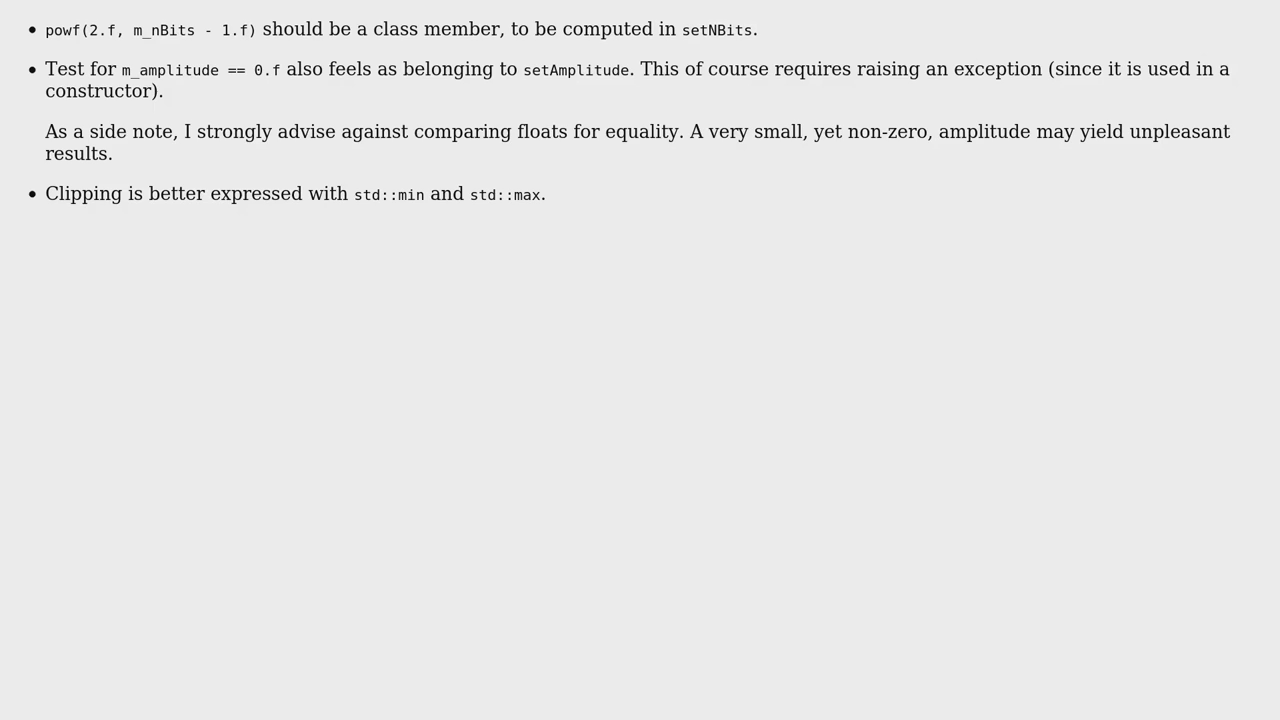 • powf(2.f, m_nBits - 1.f) should be a class member, to be computed in setNBits.
• Test for m_amplitude == 0.f also feels as belonging to setAmplitude. This of course requires raising an exception (since it is used in a
constructor).
As a side note, I strongly advise against comparing floats for equality. A very small, yet non-zero, amplitude may yield unpleasant
results.
• Clipping is better expressed with std::min and std::max.